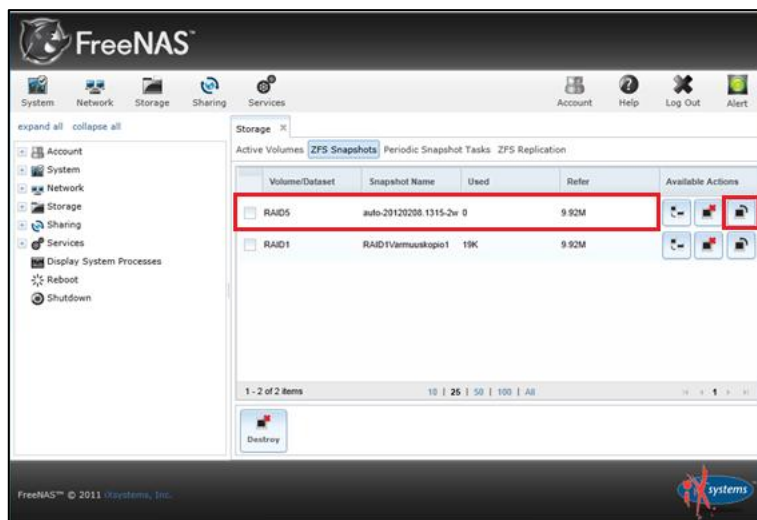 FreeNAS™
System Network Storage Sharing Services Account Help Log Out Alert
expand all collapse all
Account
System
Network
Storage
Sharing
Services
Display System Processes
Reboot
Shutdown
Storage
Active Volumes ZFS Snapshots Periodic Snapshot Tasks ZFS Replication
Volume/Dataset Snapshot Name Used Refer Available Actions
RAID5 auto-20120208.1315-2w 0 9.92M
RAID1 RAID1Varmuuskopio1 19K 9.92M
1 - 2 of 2 items 10 | 25 | 50 | 100 | All 1
Destroy
FreeNAS™ © 2011 iXsystems, Inc.
iX systems